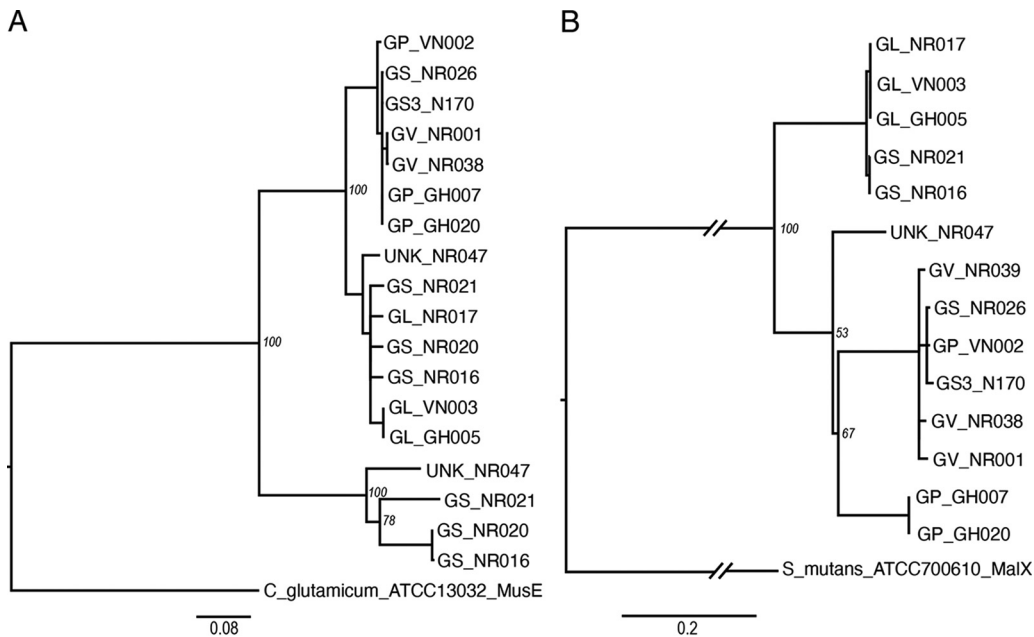 A
GP_VN002
GS_NR026
GS3_N170
GV_NR001
GV_NR038
100
GP_GH007
GP_GH020
UNK_NR047
GS_NR021
GL_NR017
100
GS_NR020
GS_NR016
GL_VN003
GL_GH005
UNK_NR047
100
GS_NR021
78
GS_NR020
GS_NR016
C_glutamicum_ATCC13032_MusE
0.08
B
GL_NR017
GL_VN003
GL_GH005
GS_NR021
GS_NR016
100
UNK_NR047
GV_NR039
GS_NR026
53
GP_VN002
GS3_N170
GV_NR038
67
GV_NR001
GP_GH007
GP_GH020
S_mutans_ATCC700610_MalX
0.2